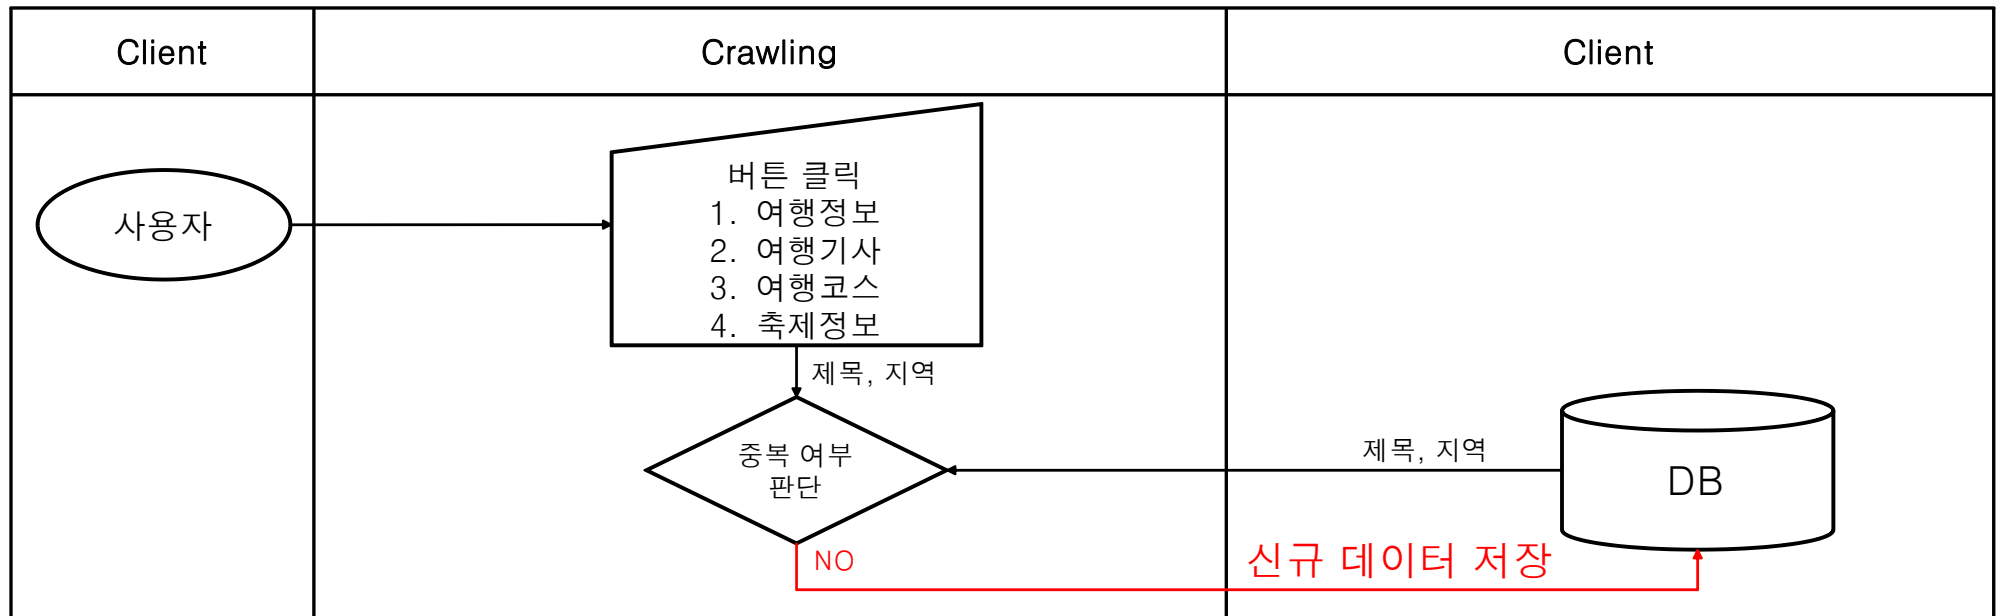 Client
Crawling
Client
사용자
버튼 클릭
1. 여행정보
2. 여행기사
3. 여행코스
4. 축제정보
제목, 지역
중복 여부
판단
제목, 지역
DB
NO
신규 데이터 저장